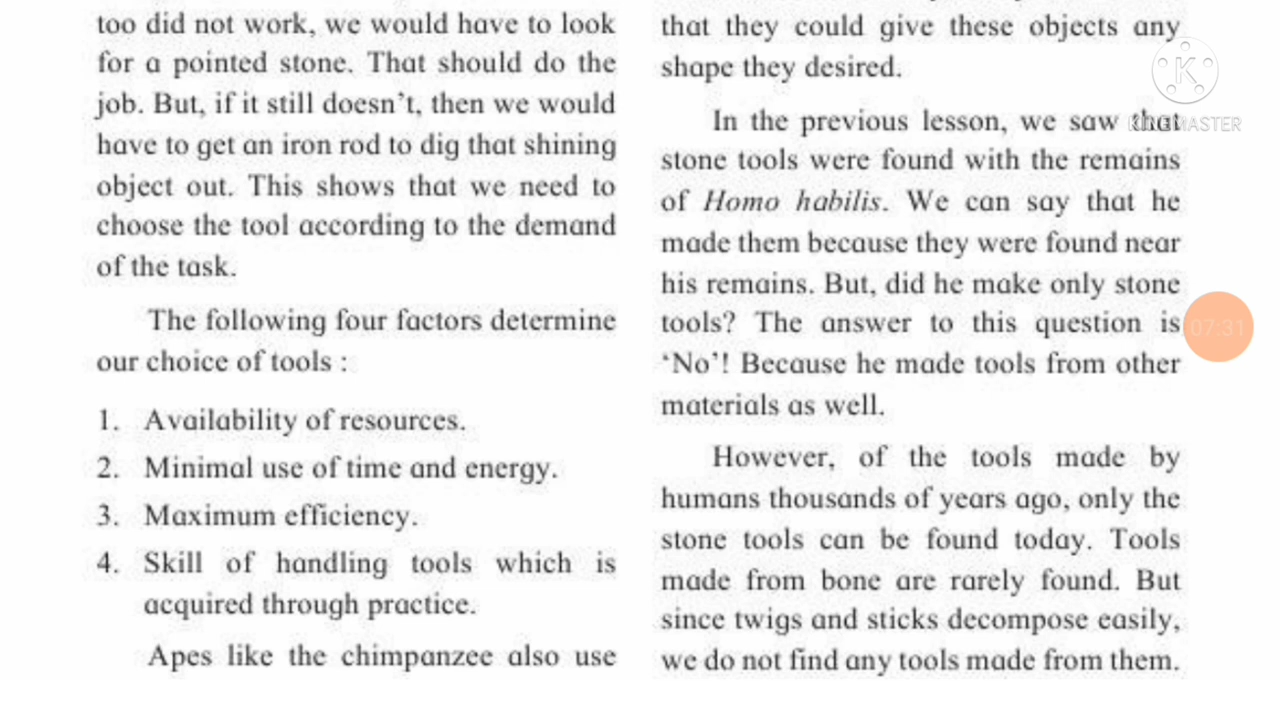 too did not work, we would have to look
for a pointed stone. That should do the
job. But, if it still doesn't, then we would
have to get an iron rod to dig that shining
object out. This shows that we need to
choose the tool according to the demand
of the task.
The following four factors determine
our choice of tools :
1. Availability of resources.
2. Minimal use of time and energy.
3. Maximum efficiency.
4. Skill of handling tools which is
acquired through practice.
Apes like the chimpanzee also use
that they could give these objects any
shape they desired.
In the previous lesson, we saw that
stone tools were found with the remains
of Homo habilis. We can say that he
made them because they were found near
his remains. But, did he make only stone
tools? The answer to this question is
'No'! Because he made tools from other
materials as well.
However, of the tools made by
humans thousands of years ago, only the
stone tools can be found today. Tools
made from bone are rarely found. But
since twigs and sticks decompose easily,
we do not find any tools made from them.
K
KINEMASTER
07:31